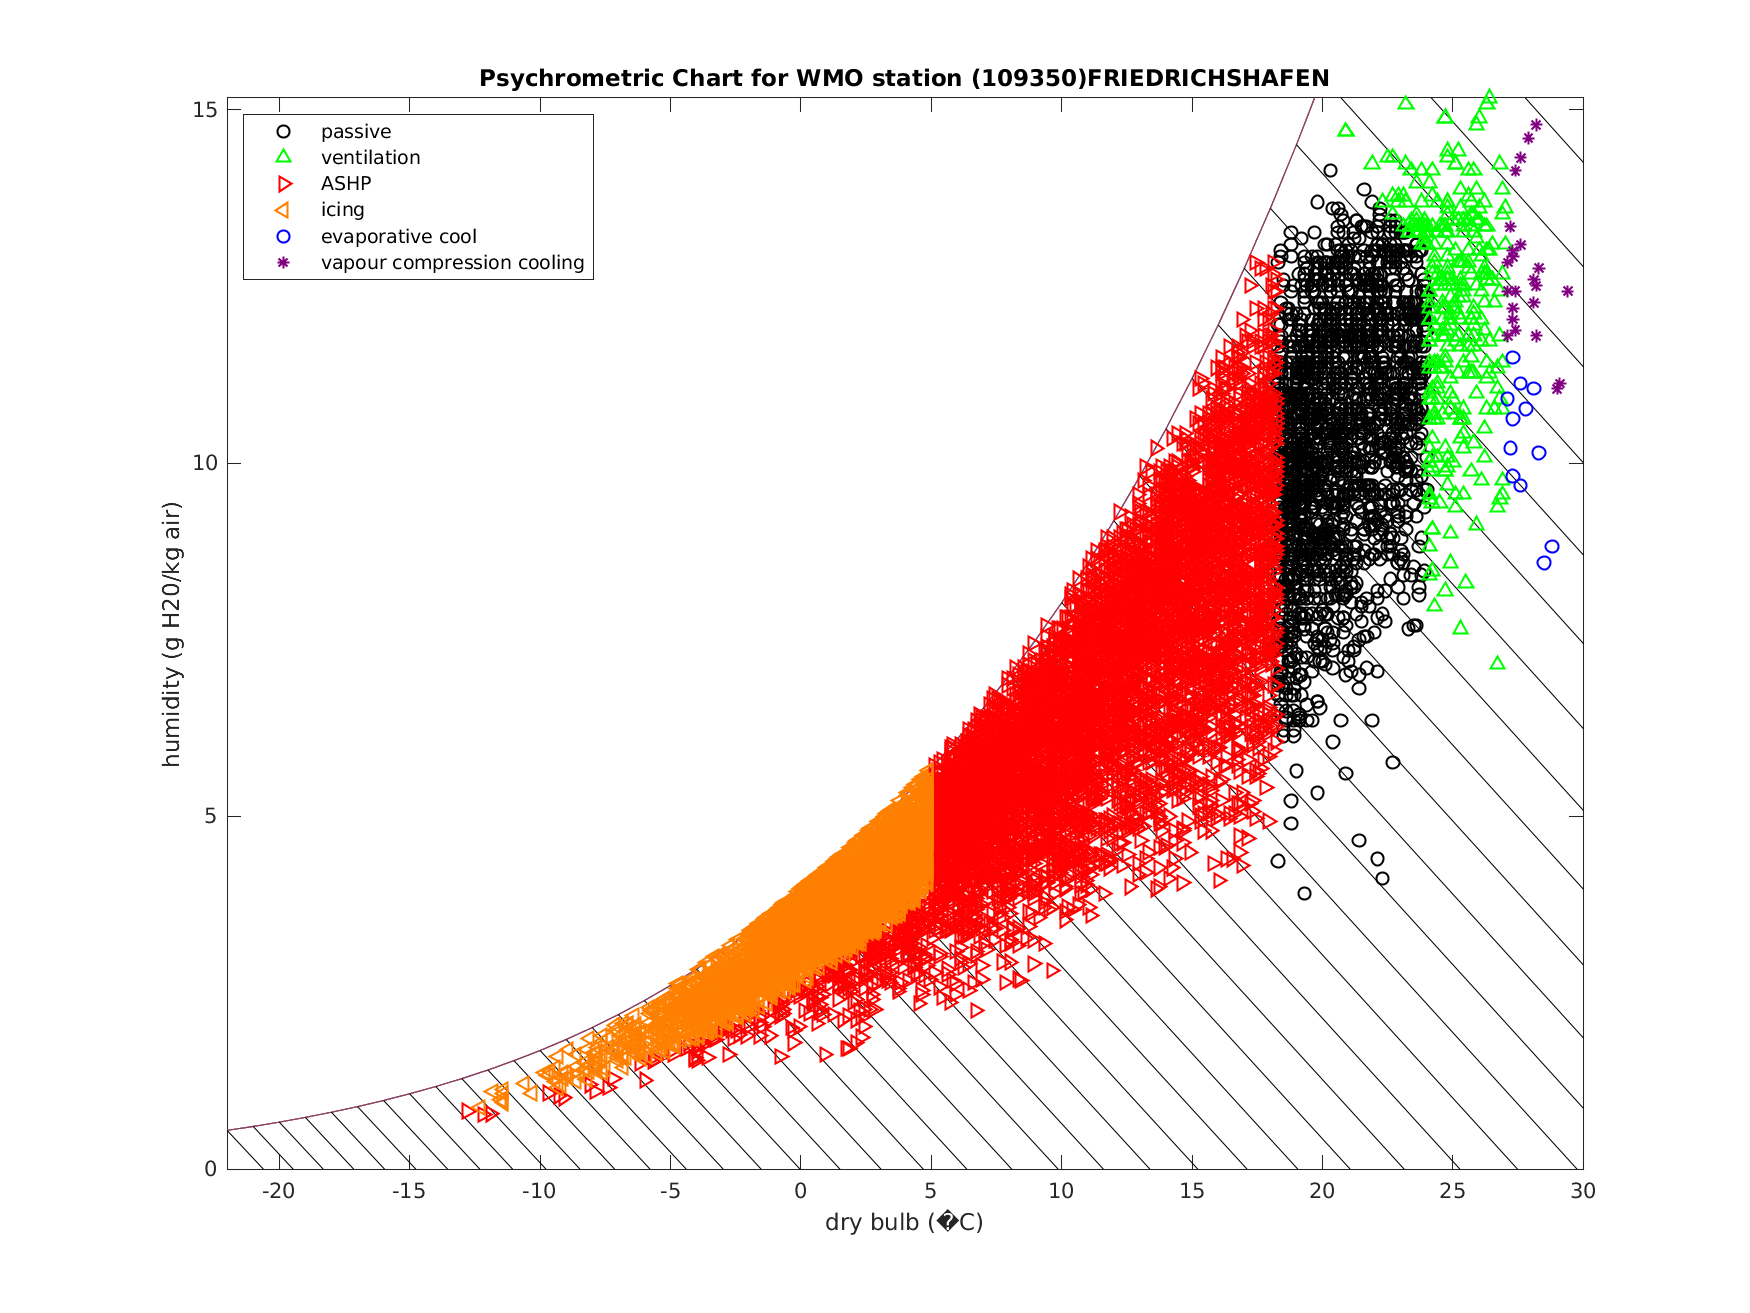 Psychrometric Chart for WMO station (109350)FRIEDRICHSHAFEN
passive
ventilation
ASHP
icing
evaporative cool
vapour compression cooling
humidity (g H20/kg air)
15
10
5
0
-20 -15 -10 -5 0 5 10 15 20 25 30
dry bulb (�C)